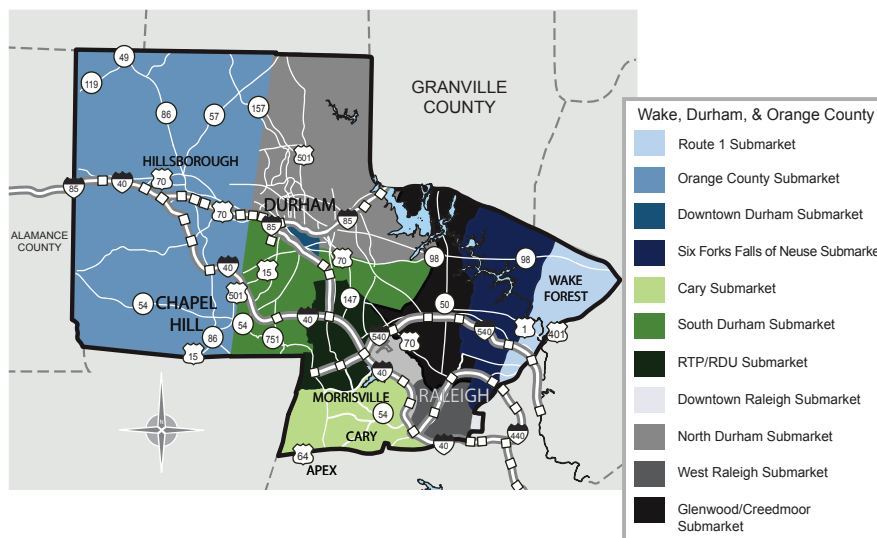 49
119
GRANVILLE
COUNTY
86
57
157
Wake, Durham, & Orange County
Route 1 Submarket
501
HILLSBOROUGH
70
Orange County Submarket
85
40
70
DURHAM
85
85
Downtown Durham Submarket
ALAMANCE
COUNTY
Six Forks Falls of Neuse Submarke
40
15
70
98
98
WAKE
FOREST
Cary Submarket
CHAPEL
HILL
54
501
147
50
54
40
South Durham Submarket
86
751
540
70
540
1
401
15
RTP/RDU Submarket
40
MORRISVILLE
RALEIGH
Downtown Raleigh Submarket
54
CARY
North Durham Submarket
40
440
64
APEX
West Raleigh Submarket
Glenwood/Creedmoor
Submarket